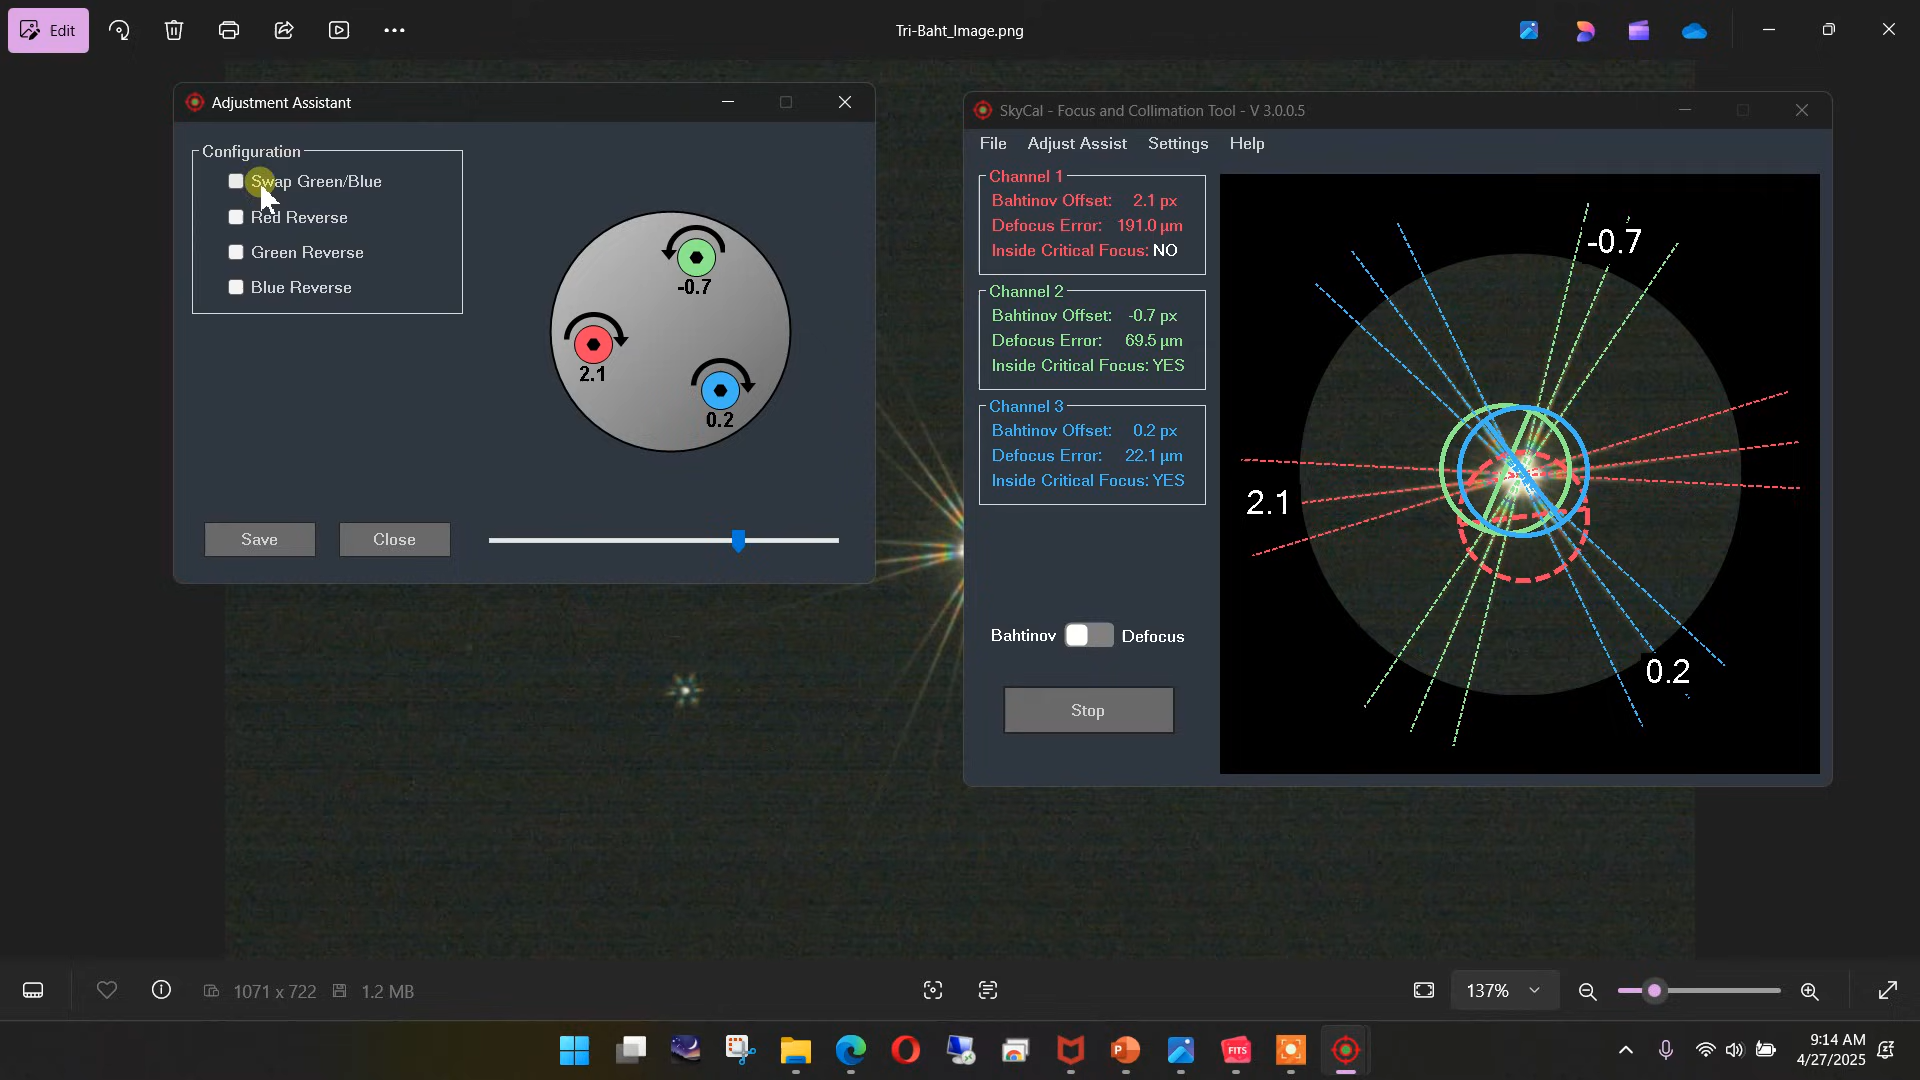 Edit
Tri-Baht_Image.png
Adjustment Assistant
Configuration
Swap Green/Blue
Red Reverse
Green Reverse
Blue Reverse
-0.7
2.1
0.2
Save
Close
SkyCal - Focus and Collimation Tool - V 3.0.0.5
File Adjust Assist Settings Help
Channel 1
Bahtinov Offset: 2.1 px
Defocus Error: 191.0 µm
Inside Critical Focus: NO
Channel 2
Bahtinov Offset: -0.7 px
Defocus Error: 69.5 µm
Inside Critical Focus: YES
Channel 3
Bahtinov Offset: 0.2 px
Defocus Error: 22.1 µm
Inside Critical Focus: YES
Bahtinov Defocus
Stop
-0.7
2.1
0.2
1071 x 722 1.2 MB
137%
FITS
9:14 AM
4/27/2025